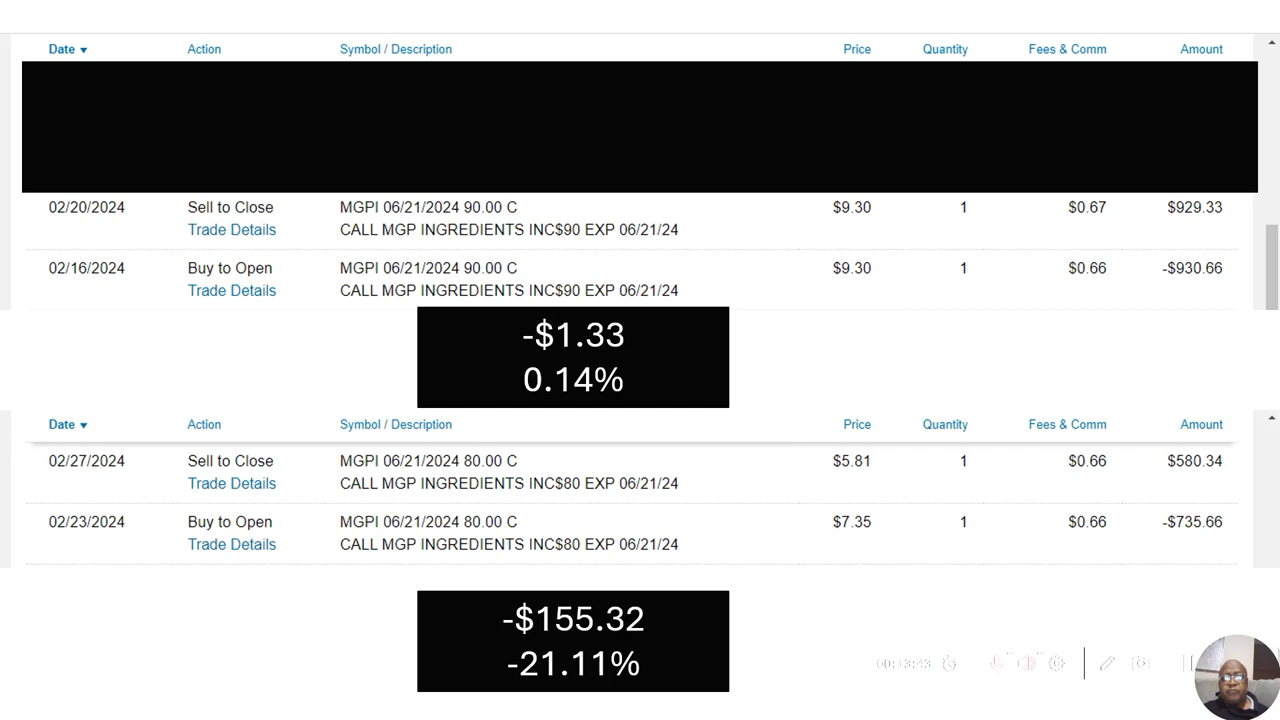 Date ▼ Action Symbol / Description Price Quantity Fees & Comm Amount
02/20/2024 Sell to Close MGPI 06/21/2024 90.00 C $9.30 1 $0.67 $929.33
Trade Details CALL MGP INGREDIENTS INC$90 EXP 06/21/24
02/16/2024 Buy to Open MGPI 06/21/2024 90.00 C $9.30 1 $0.66 -$930.66
Trade Details CALL MGP INGREDIENTS INC$90 EXP 06/21/24
-$1.33
0.14%
Date ▼ Action Symbol / Description Price Quantity Fees & Comm Amount
02/27/2024 Sell to Close MGPI 06/21/2024 80.00 C $5.81 1 $0.66 $580.34
Trade Details CALL MGP INGREDIENTS INC$80 EXP 06/21/24
02/23/2024 Buy to Open MGPI 06/21/2024 80.00 C $7.35 1 $0.66 -$735.66
Trade Details CALL MGP INGREDIENTS INC$80 EXP 06/21/24
-$155.32
-21.11%
00:13:43